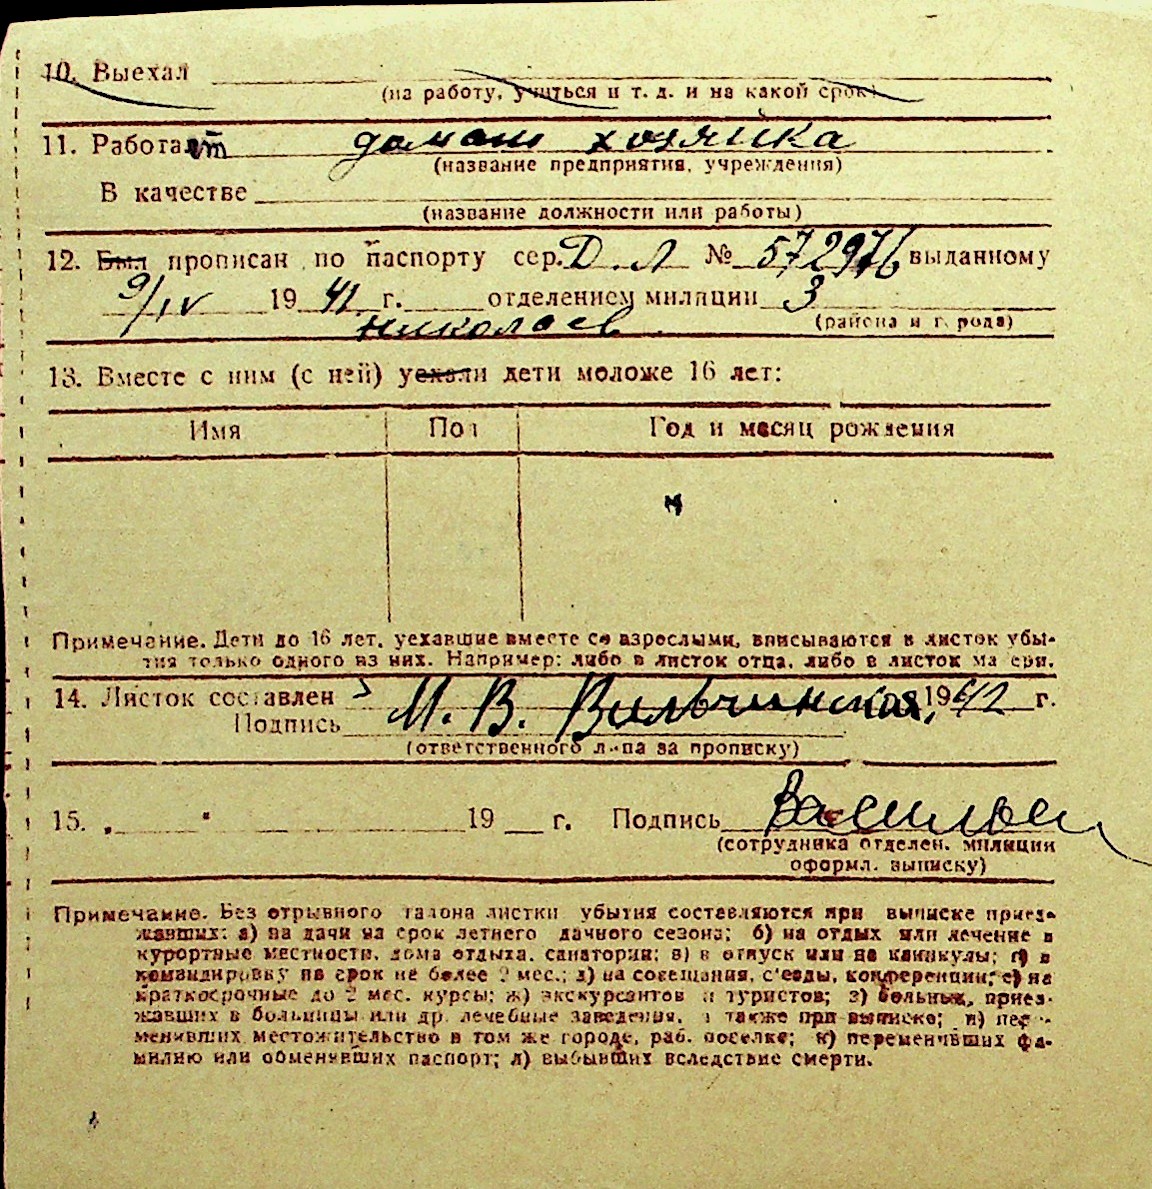 10. Выехал
(на работу, учиться и т. д. и на какой срок)
11. Работает домаш хозяйка
(название предприятия, учреждения)
В качестве
(название должности или работы)
12. Был прописан по паспорту сер. Д. Л № 572976 выданному
9/IV 1941 г. отделением милиции 3
николаев (района и города)
13. Вместе с ним (с ней) уехали дети моложе 16 лет:
Имя Пол Год и месяц рождения
Примечание. Дети до 16 лет, уехавшие вместе со взрослыми, вписываются в листок убы-
тия только одного из них. Например: либо в листок отца, либо в листок матери.
14. Листок составлен 1942 г.
Подпись М. В. Вильчинская,
(ответственного лица за прописку)
15. „ " 19 г. Подпись Васильев
(сотрудника отделен. милиции
оформл. выписку)
Примечание. Без отрывного талона листки убытия составляются при выписке приез-
жавших: а) на дачи на срок летнего дачного сезона; б) на отдых или лечение в
курортные местности, дома отдыха, санатории; в) в отпуск или на каникулы; г) в
командировку на срок не более 2 мес.; д) на совещания, с'езды, конференции; е) на
краткосрочные до 2 мес. курсы; ж) экскурсантов и туристов; з) больных, приез-
жавших в больницы или др. лечебные заведения, а также при выписке; и) пере-
менивших местожительство в том же городе, раб. поселке; к) переменивших фа-
милию или обменявших паспорт; л) выбывших вследствие смерти.